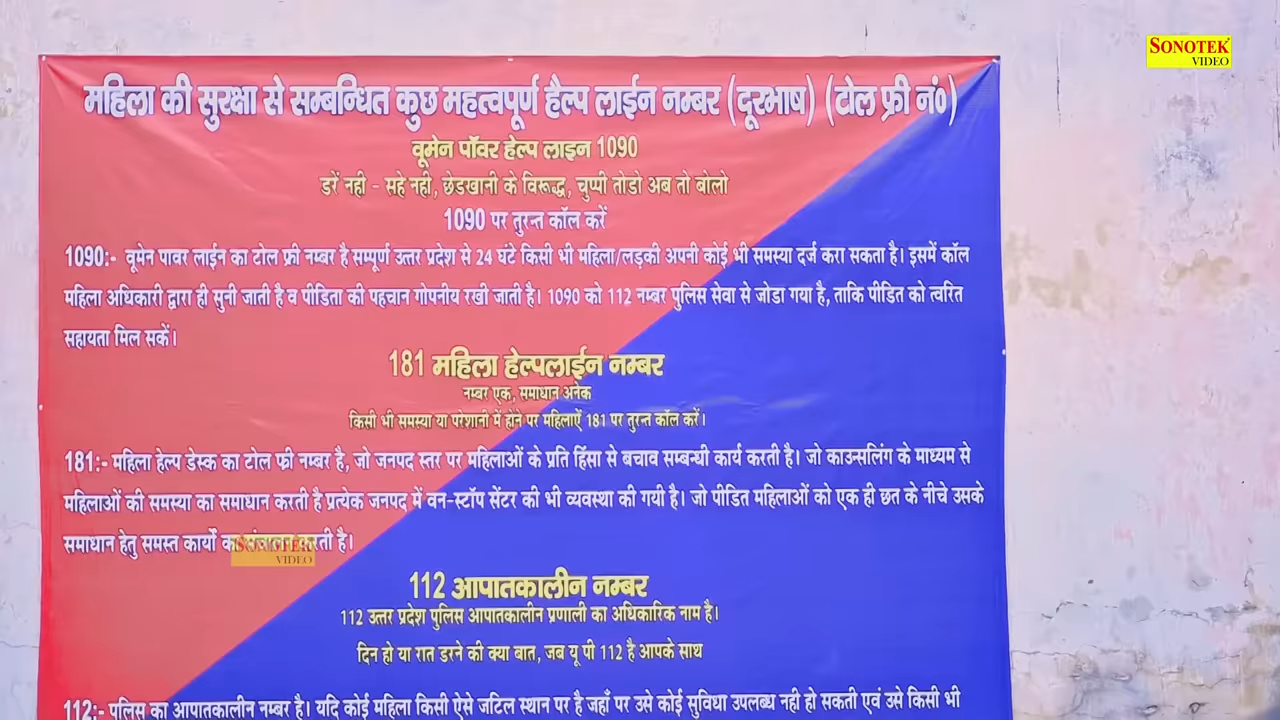 SONOTEK
VIDEO
महिला की सुरक्षा से सम्बन्धित कुछ महत्वपूर्ण हैल्प लाईन नम्बर (दूरभाष) (टोल फ्री नं०)
वूमेन पॉवर हेल्प लाइन 1090
डरें नही - सहे नही, छेडखानी के विरूद्ध, चुप्पी तोडो अब तो बोलो
1090 पर तुरन्त कॉल करें
1090:- वूमेन पावर लाईन का टोल फ्री नम्बर है सम्पूर्ण उत्तर प्रदेश से 24 घंटे किसी भी महिला/लड़की अपनी कोई भी समस्या दर्ज करा सकता है। इसमें कॉल
महिला अधिकारी द्वारा ही सुनी जाती है व पीडिता की पहचान गोपनीय रखी जाती है। 1090 को 112 नम्बर पुलिस सेवा से जोडा गया है, ताकि पीडित को त्वरित
सहायता मिल सकें।
181 महिला हेल्पलाईन नम्बर
नम्बर एक, समाधान अनेक
किसी भी समस्या या परेशानी में होने पर महिलाऐं 181 पर तुरन्त कॉल करें।
181:- महिला हेल्प डेस्क का टोल फ्री नम्बर है, जो जनपद स्तर पर महिलाओं के प्रति हिंसा से बचाव सम्बन्धी कार्य करती है। जो काउन्सलिंग के माध्यम से
महिलाओं की समस्या का समाधान करती है प्रत्येक जनपद में वन-स्टॉप सेंटर की भी व्यवस्था की गयी है। जो पीडित महिलाओं को एक ही छत के नीचे उसके
समाधान हेतु समस्त कार्यों का करती है।
SONOTEK
VIDEO
112 आपातकालीन नम्बर
112 उत्तर प्रदेश पुलिस आपातकालीन प्रणाली का अधिकारिक नाम है।
दिन हो या रात डरने की क्या बात, जब यू पी 112 है आपके साथ
112:- पुलिस का आपातकालीन नम्बर है। यदि कोई महिला किसी ऐसे जटिल स्थान पर है जहाँ पर उसे कोई सुविधा उपलब्ध नही हो सकती एवं उसे किसी भी